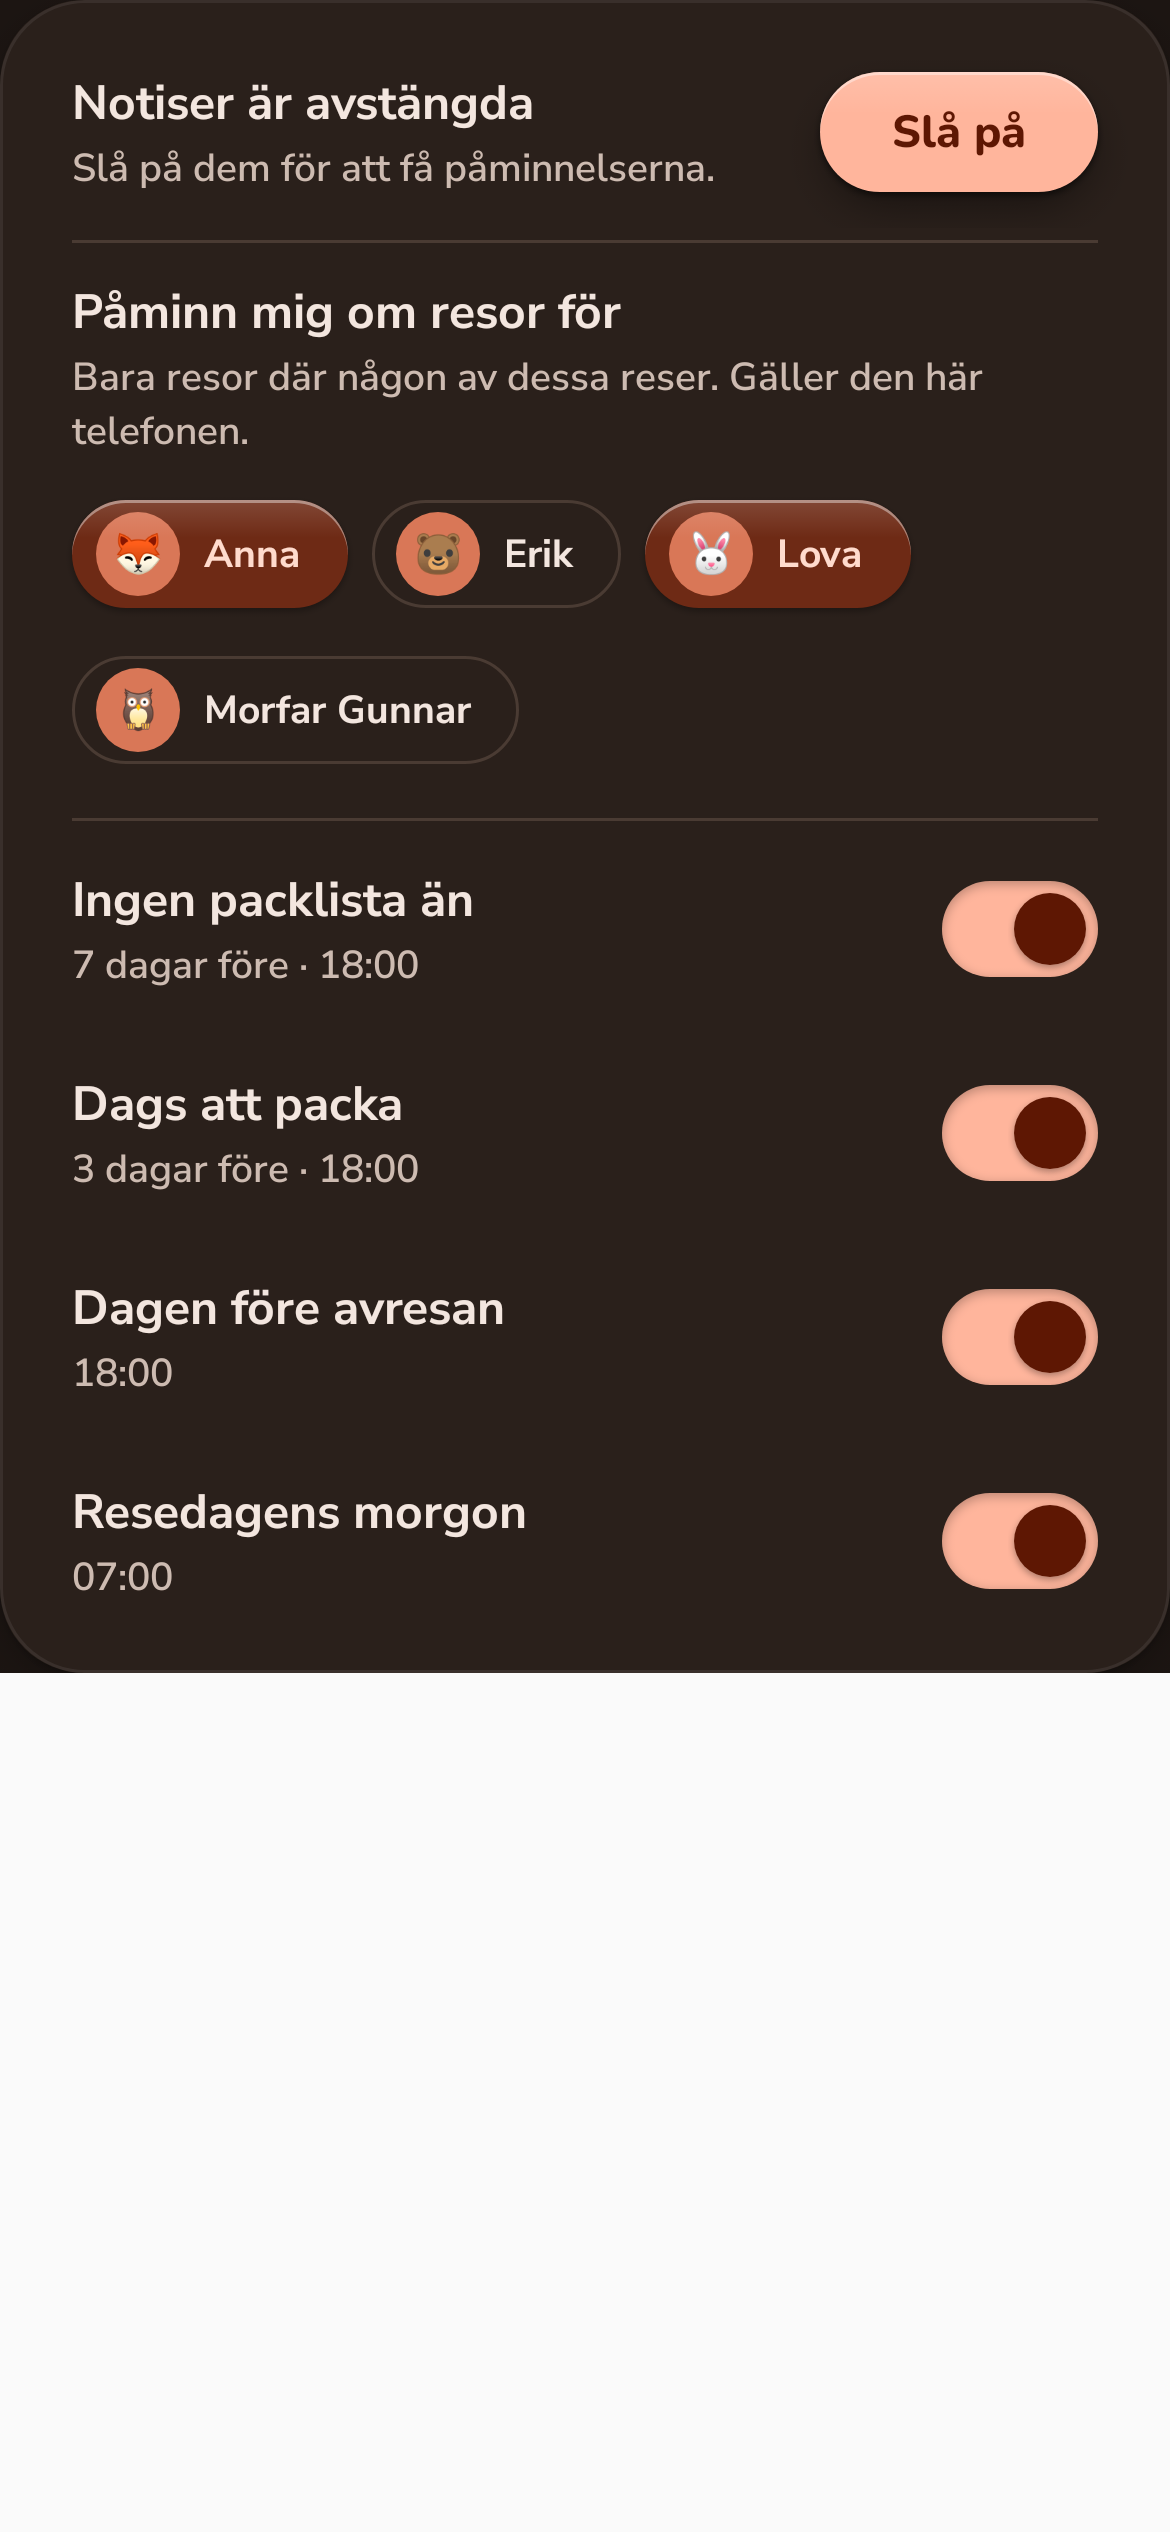 Notiser är avstängda
Slå på dem för att få påminnelserna.
Slå på
Påminn mig om resor för
Bara resor där någon av dessa reser. Gäller den här
telefonen.
Anna
Erik
Lova
Morfar Gunnar
Ingen packlista än
7 dagar före · 18:00
Dags att packa
3 dagar före · 18:00
Dagen före avresan
18:00
Resedagens morgon
07:00